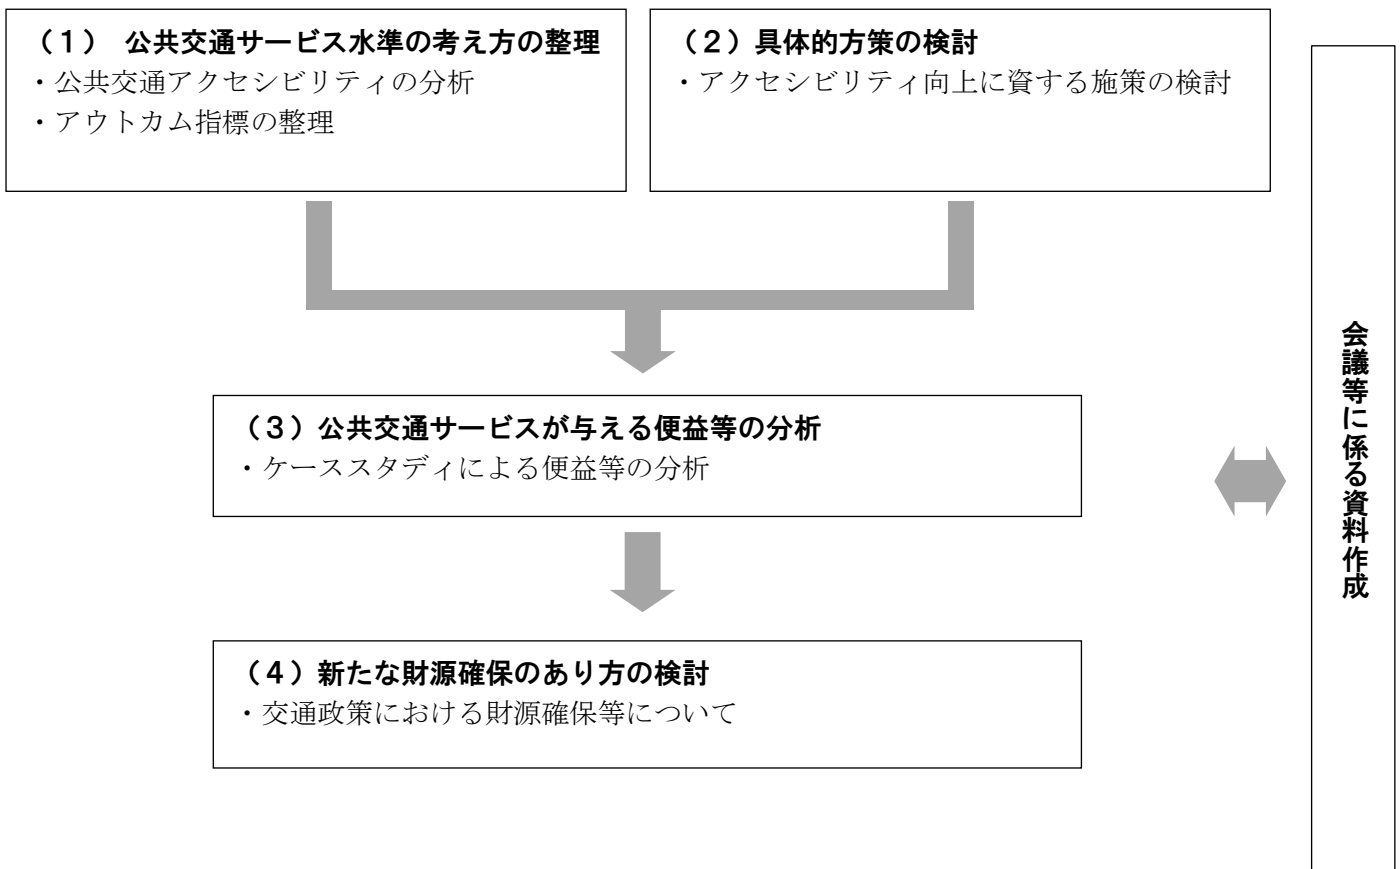 （１） 公共交通サービス水準の考え方の整理
・公共交通アクセシビリティの分析
・アウトカム指標の整理
（２）具体的方策の検討
・アクセシビリティ向上に資する施策の検討
（３）公共交通サービスが与える便益等の分析
・ケーススタディによる便益等の分析
（４）新たな財源確保のあり方の検討
・交通政策における財源確保等について
会議等に係る資料作成